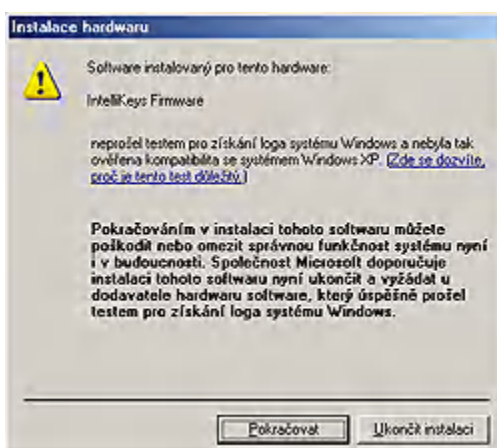 Instalace hardwaru
Software instalovaný pro tento hardware:
IntelliKeys Firmware
neprošel testem pro získání loga systému Windows a nebyla tak
ověřena kompatibilita se systémem Windows XP. (Zde se dozvíte,
proč je tento test důležitý.)
Pokračováním v instalaci tohoto softwaru můžete
poškodit nebo omezit správnou funkčnost systému nyní
i v budoucnosti. Společnost Microsoft doporučuje
instalaci tohoto softwaru nyní ukončit a vyžádat u
dodavatele hardwaru software, který úspěšně prošel
testem pro získání loga systému Windows.
Pokračovat
Ukončit instalaci